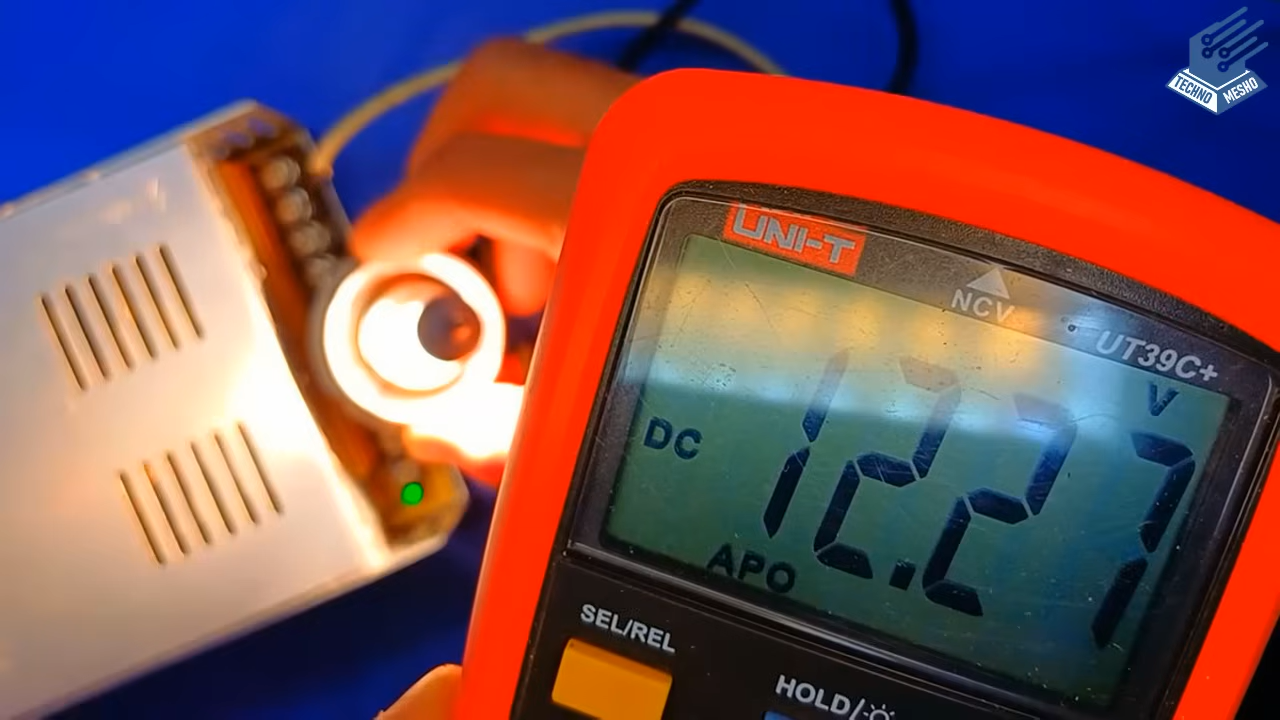 TECHNO MESHO
UNI-T
NCV
UT39C+
V
DC
12.27
APO
SEL/REL
HOLD/